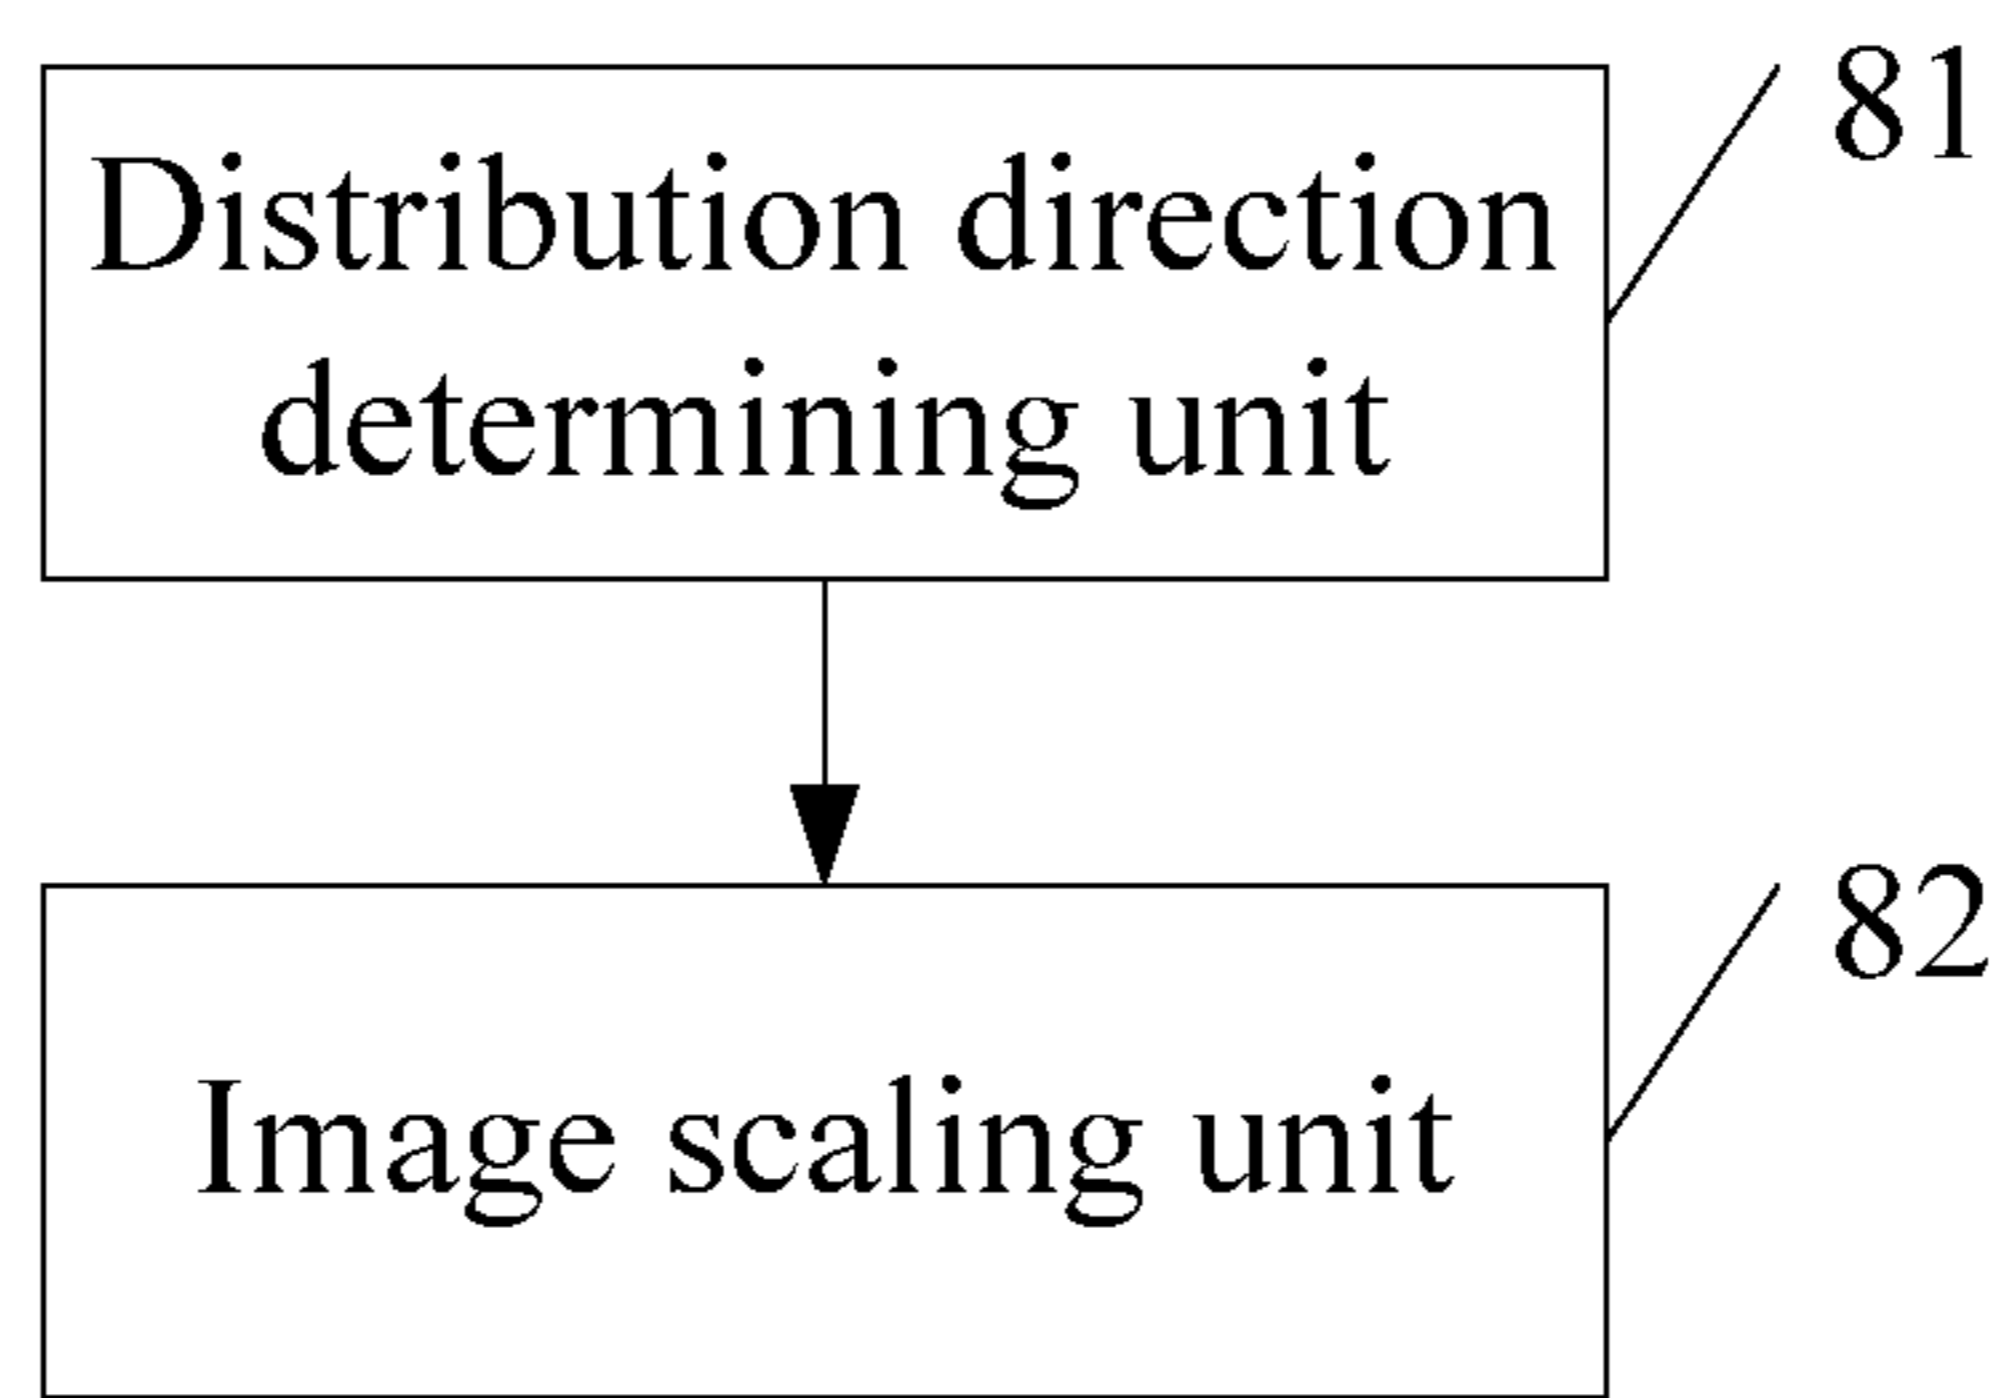 81
Distribution direction
determining unit
82
Image scaling unit